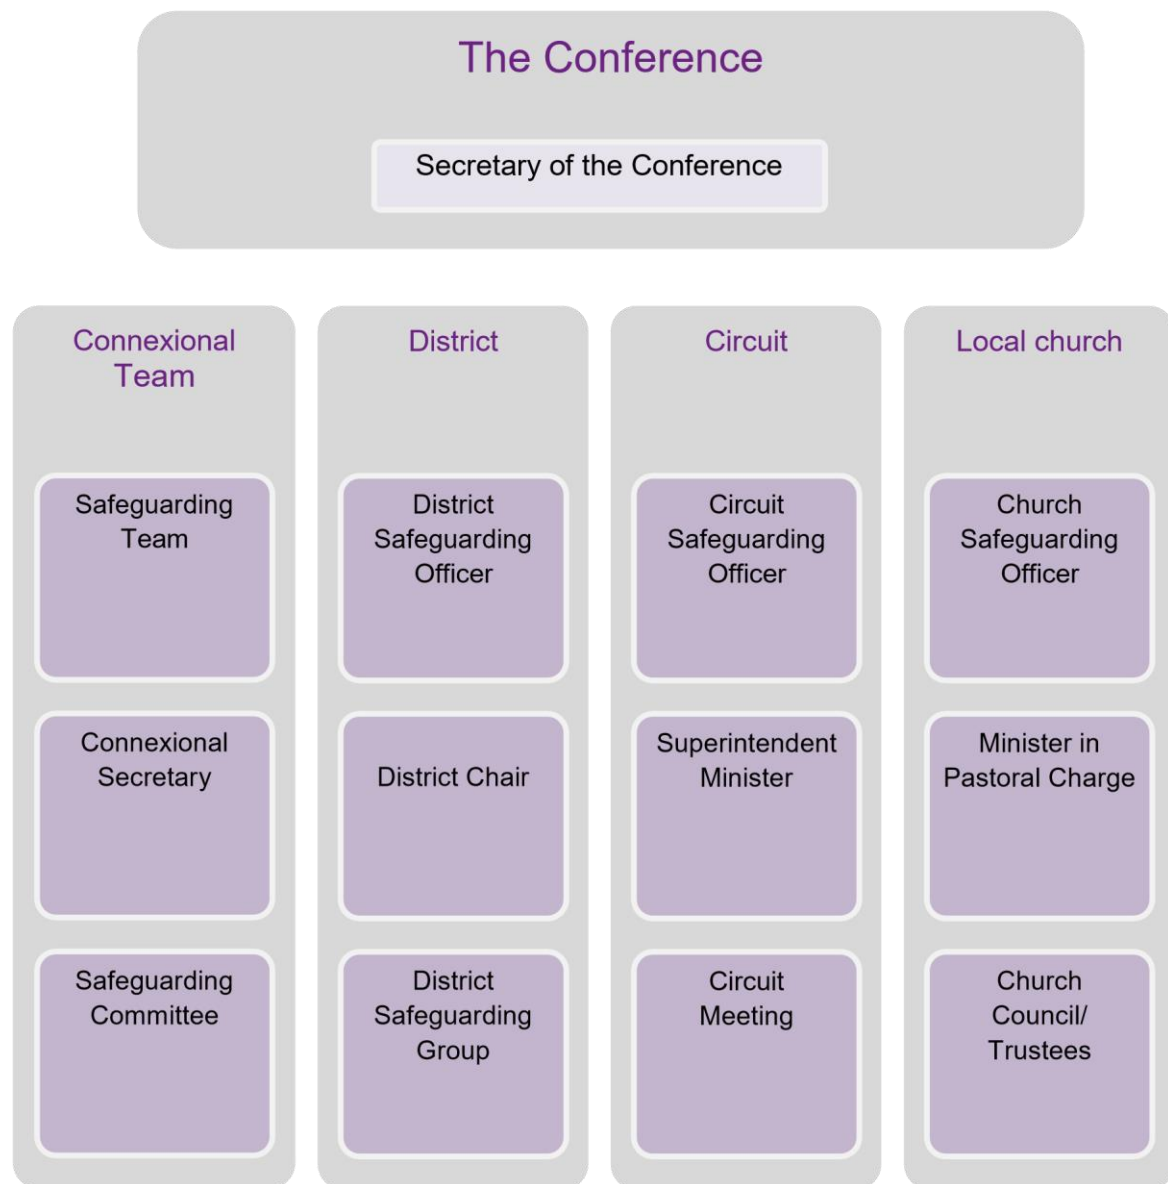 The Conference
Secretary of the Conference
Connexional
Team
Safeguarding
Team
Connexional
Secretary
Safeguarding
Committee
District
District
Safeguarding
Officer
District Chair
District
Safeguarding
Group
Circuit
Circuit
Safeguarding
Officer
Superintendent
Minister
Circuit
Meeting
Local church
Church
Safeguarding
Officer
Minister in
Pastoral Charge
Church
Council/
Trustees